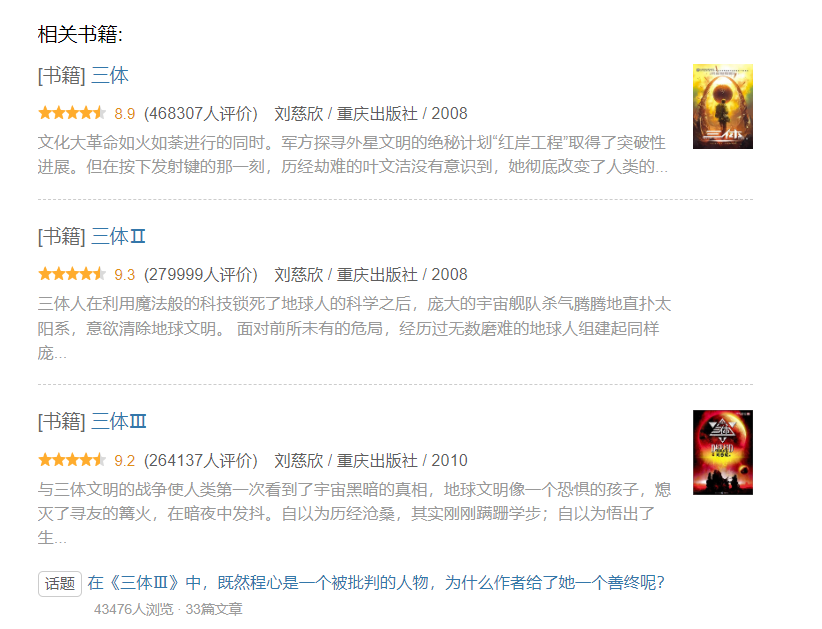 相关书籍:
[书籍] 三体
8.9 (468307人评价) 刘慈欣 / 重庆出版社 / 2008
文化大革命如火如荼进行的同时。军方探寻外星文明的绝秘计划“红岸工程”取得了突破性
进展。但在按下发射键的那一刻，历经劫难的叶文洁没有意识到，她彻底改变了人类的...
[书籍] 三体Ⅱ
9.3 (279999人评价) 刘慈欣 / 重庆出版社 / 2008
三体人在利用魔法般的科技锁死了地球人的科学之后，庞大的宇宙舰队杀气腾腾地直扑太
阳系，意欲清除地球文明。 面对前所未有的危局，经历过无数磨难的地球人组建起同样
庞...
[书籍] 三体Ⅲ
9.2 (264137人评价) 刘慈欣 / 重庆出版社 / 2010
与三体文明的战争使人类第一次看到了宇宙黑暗的真相，地球文明像一个恐惧的孩子，熄
灭了寻友的篝火，在暗夜中发抖。自以为历经沧桑，其实刚刚蹒跚学步；自以为悟出了
生...
话题 在《三体Ⅲ》中，既然程心是一个被批判的人物，为什么作者给了她一个善终呢？
43476人浏览 · 33篇文章